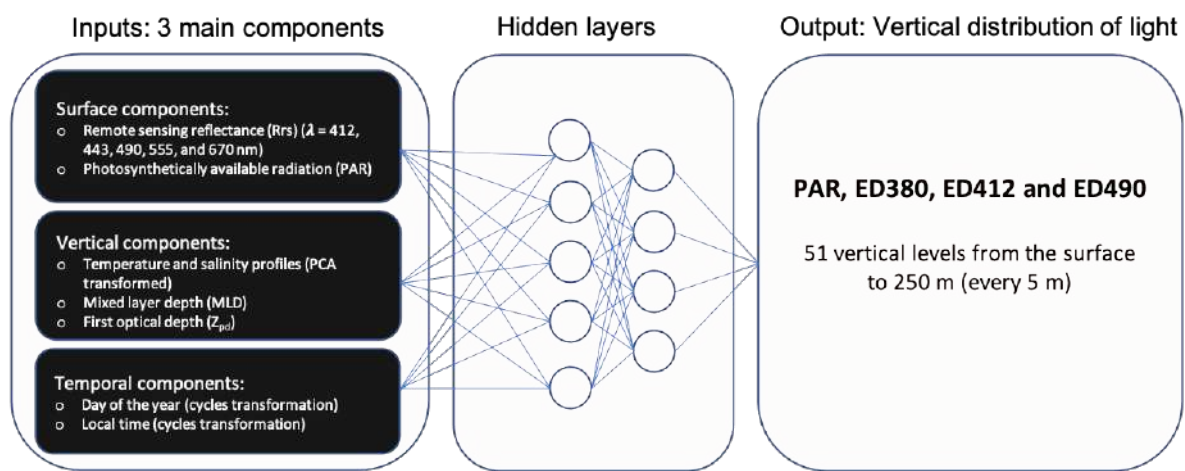 Inputs: 3 main components
Hidden layers
Output: Vertical distribution of light
Surface components:
o Remote sensing reflectance (Rrs) (λ = 412,
443, 490, 555, and 670 nm)
o Photosynthetically available radiation (PAR)
Vertical components:
o Temperature and salinity profiles (PCA
transformed)
o Mixed layer depth (MLD)
o First optical depth (Zpd)
Temporal components:
o Day of the year (cycles transformation)
o Local time (cycles transformation)
PAR, ED380, ED412 and ED490
51 vertical levels from the surface
to 250 m (every 5 m)